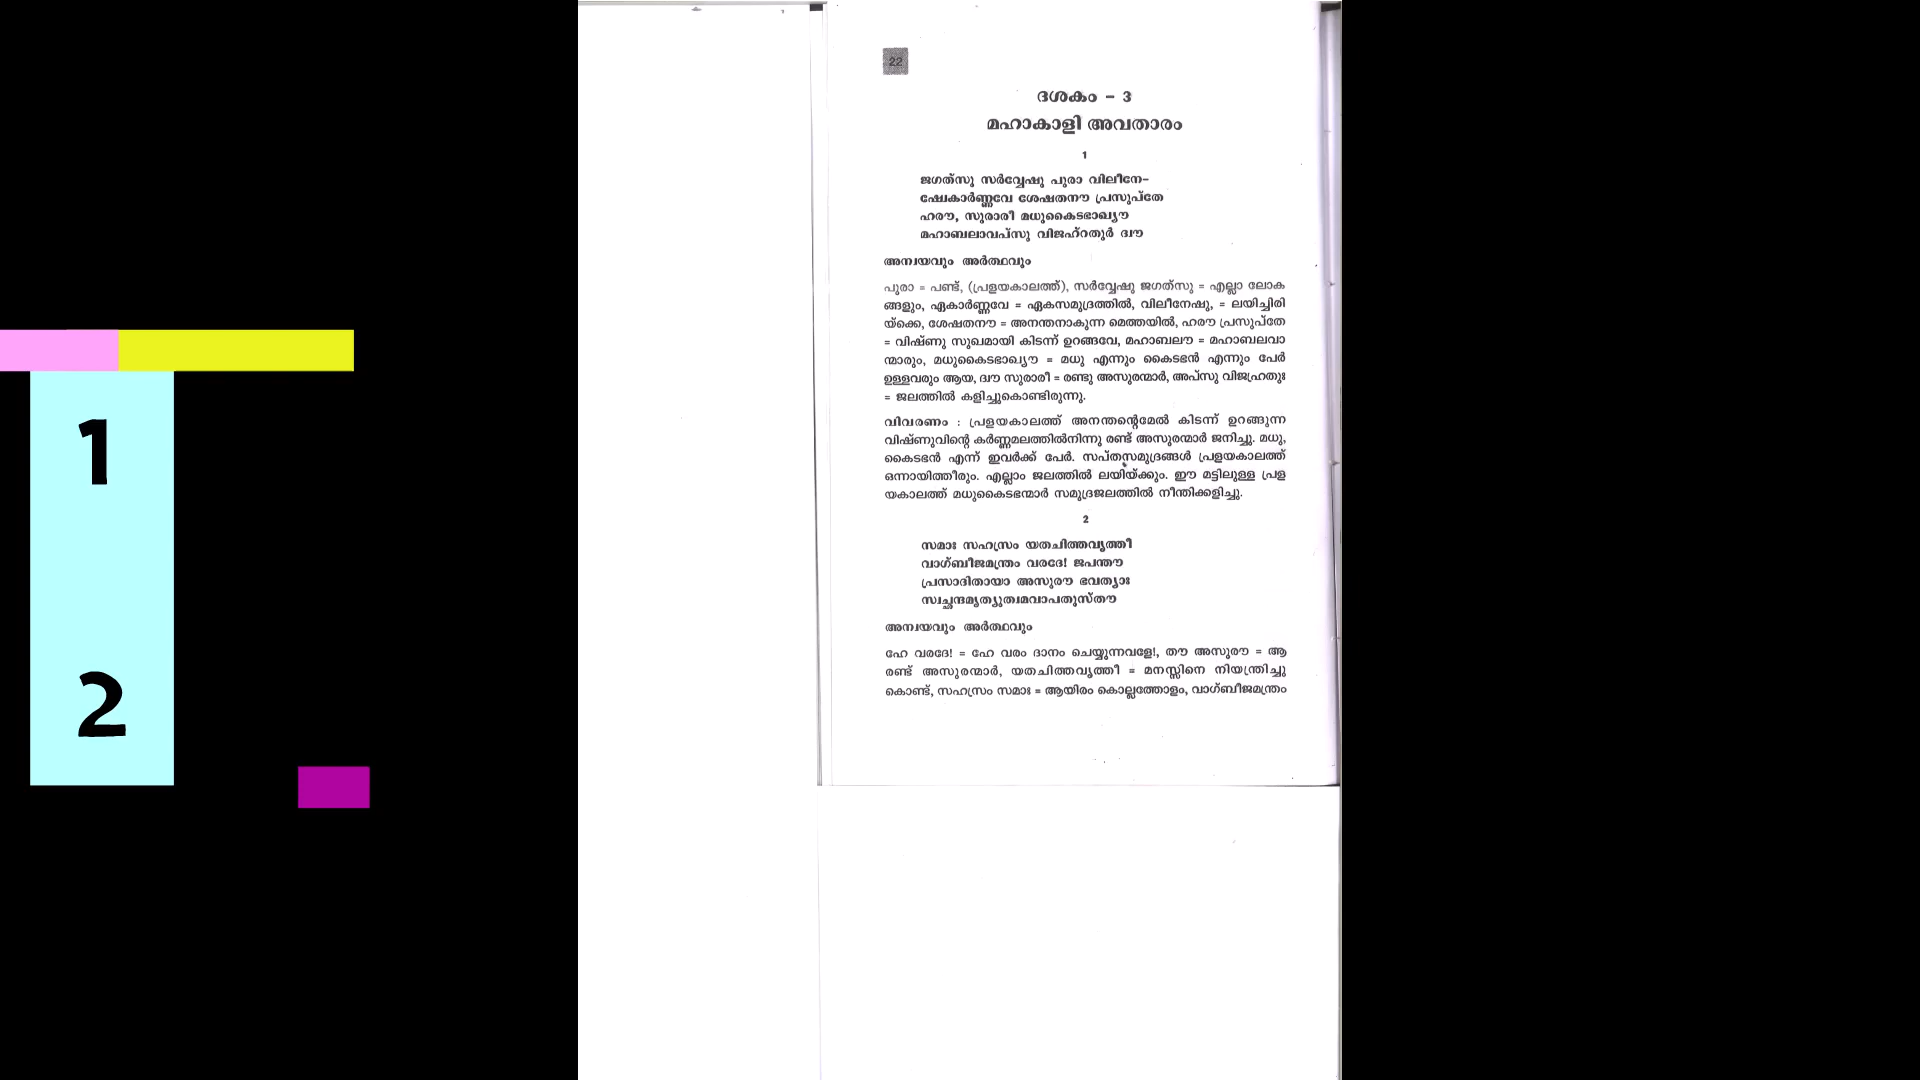 1
2
22
ദശകം - 3
മഹാകാളി അവതാരം
1
ജഗത്സു സർവ്വേഷു പുരാ വിലീനേ-
ഷ്വേകാർണ്ണവേ ശേഷതനൗ പ്രസുപ്തേ
ഹരൗ, സുരാരീ മധുകൈടഭാഖ്യൗ
മഹാബലാവപ്സു വിജഹ്റതുർ ദ്വൗ
അന്വയവും അർത്ഥവും
പുരാ = പണ്ട്, (പ്രളയകാലത്ത്), സർവ്വേഷു ജഗത്സു = എല്ലാ ലോക
ങ്ങളും, ഏകാർണ്ണവേ = ഏകസമുദ്രത്തിൽ, വിലീനേഷു, = ലയിച്ചിരി
യ്ക്കെ, ശേഷതനൗ = അനന്തനാകുന്ന മെത്തയിൽ, ഹരൗ പ്രസുപ്തേ
= വിഷ്ണു സുഖമായി കിടന്ന് ഉറങ്ങവേ, മഹാബലൗ = മഹാബലവാ
ന്മാരും, മധുകൈടഭാഖ്യൗ = മധു എന്നും കൈടഭൻ എന്നും പേർ
ഉള്ളവരും ആയ, ദ്വൗ സുരാരീ = രണ്ടു അസുരന്മാർ, അപ്സു വിജഹ്രതുഃ
= ജലത്തിൽ കളിച്ചുകൊണ്ടിരുന്നു.
വിവരണം : പ്രളയകാലത്ത് അനന്തന്റെമേൽ കിടന്ന് ഉറങ്ങുന്ന
വിഷ്ണുവിന്റെ കർണ്ണമലത്തിൽനിന്നു രണ്ട് അസുരന്മാർ ജനിച്ചു. മധു,
കൈടഭൻ എന്ന് ഇവർക്ക് പേർ. സപ്തസമുദ്രങ്ങൾ പ്രളയകാലത്ത്
ഒന്നായിത്തീരും. എല്ലാം ജലത്തിൽ ലയിയ്ക്കും. ഈ മട്ടിലുള്ള പ്രള
യകാലത്ത് മധുകൈടഭന്മാർ സമുദ്രജലത്തിൽ നീന്തിക്കളിച്ചു.
2
സമാഃ സഹസ്രം യതചിത്തവൃത്തീ
വാഗ്ബീജമന്ത്രം വരദേ! ജപന്തൗ
പ്രസാദിതായാ അസുരൗ ഭവത്യാഃ
സ്വച്ഛന്ദമൃത്യുത്വമവാപതുസ്തൗ
അന്വയവും അർത്ഥവും
ഹേ വരദേ! = ഹേ വരം ദാനം ചെയ്യുന്നവളേ!, തൗ അസുരൗ = ആ
രണ്ട് അസുരന്മാർ, യതചിത്തവൃത്തീ = മനസ്സിനെ നിയന്ത്രിച്ചു
കൊണ്ട്, സഹസ്രം സമാഃ = ആയിരം കൊല്ലത്തോളം, വാഗ്ബീജമന്ത്രം